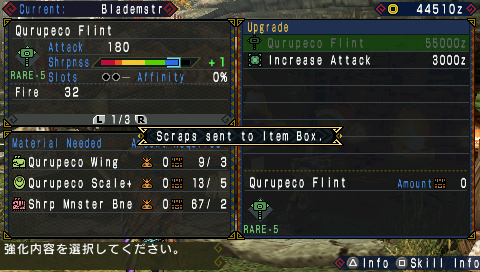 Current: Blademstr
44510z
Qurupeco Flint
Attack 180
Shrpnss +1
RARE-5 Slots ○○― Affinity 0%
Fire 32
L 1/3 R
Upgrade
Qurupeco Flint 55000z
Increase Attack 3000z
Scraps sent to Item Box.
Material Needed
Qurupeco Wing 0 9/ 3
Qurupeco Scale+ 0 13/ 5
Shrp Mnster Bne 0 67/ 2
Qurupeco Flint Amount 0
RARE-5
強化内容を選択してください。
Info Skill Info